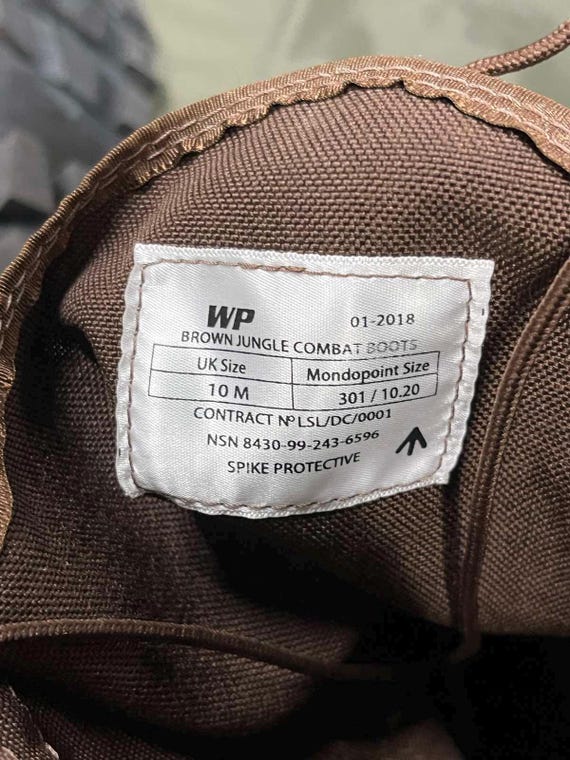 WP 01-2018
BROWN JUNGLE COMBAT BOOTS
UK Size Mondopoint Size
10 M 301 / 10.20
CONTRACT Nº LSL/DC/0001
NSN 8430-99-243-6596
SPIKE PROTECTIVE